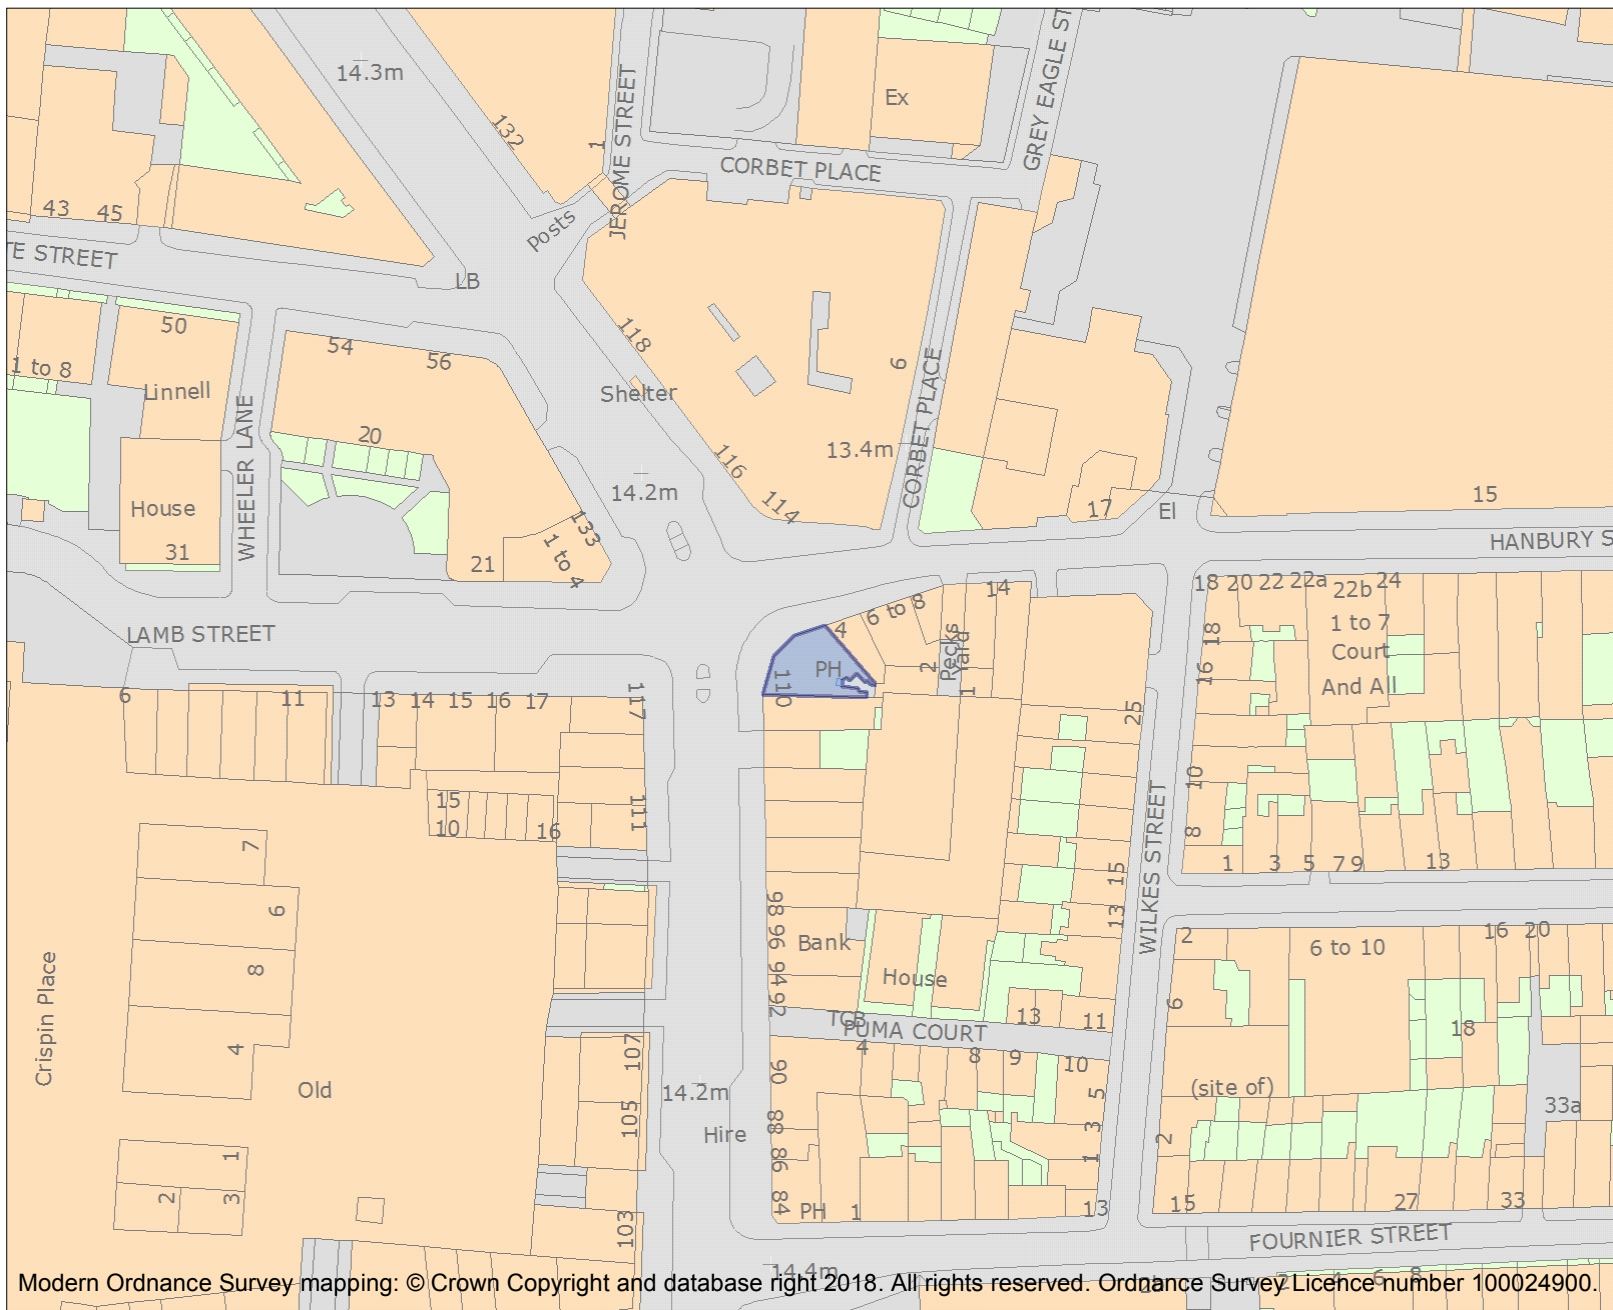 14.3m
132
1
JEROME STREET
Ex
GREY EAGLE ST
CORBET PLACE
43
45
Posts
TE STREET
LB
50
54
56
118
6
1 to 8
Linnell
Shelter
CORBET PLACE
20
WHEELER LANE
116
13.4m
14.2m
114
House
31
133
1 to 4
21
17
El
15
HANBURY S
LAMB STREET
4
6 to 8
14
18
20
22
22a
22b
24
PH
110
2
Pecks
Yard
1
18
16
1 to 7
Court
And All
6
11
13
14
15
16
17
117
25
15
10
16
111
10
8
7
1
3
5
7
9
13
WILKES STREET
15
13
6
8
4
98
96
94
92
Bank
House
2
6 to 10
16
20
Crispin Place
TCB
PUMA COURT
13
11
6
18
107
4
8
9
10
90
5
Old
14.2m
(site of)
33a
105
Hire
88
3
2
1
86
1
2
3
84
PH
1
13
15
27
33
103
FOURNIER STREET
14.4m
2
4
6
8
Modern Ordnance Survey mapping: © Crown Copyright and database right 2018. All rights reserved. Ordnance Survey Licence number 100024900.